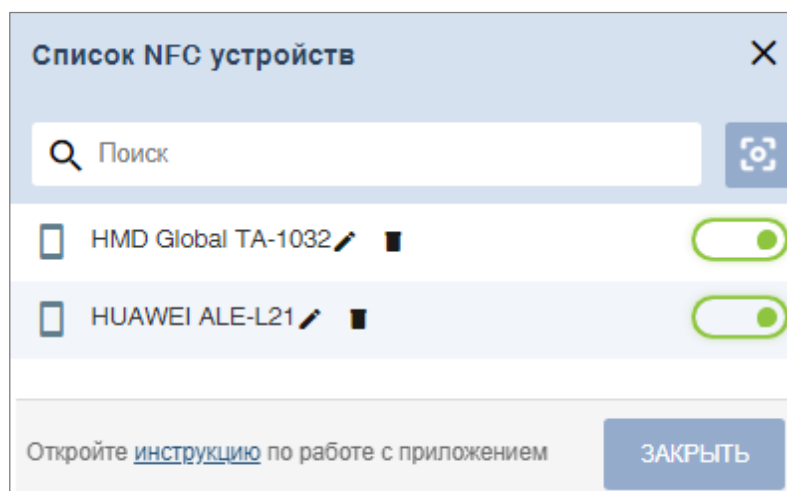 Список NFC устройств
Поиск
HMD Global TA-1032
HUAWEI ALE-L21
Откройте инструкцию по работе с приложением
ЗАКРЫТЬ